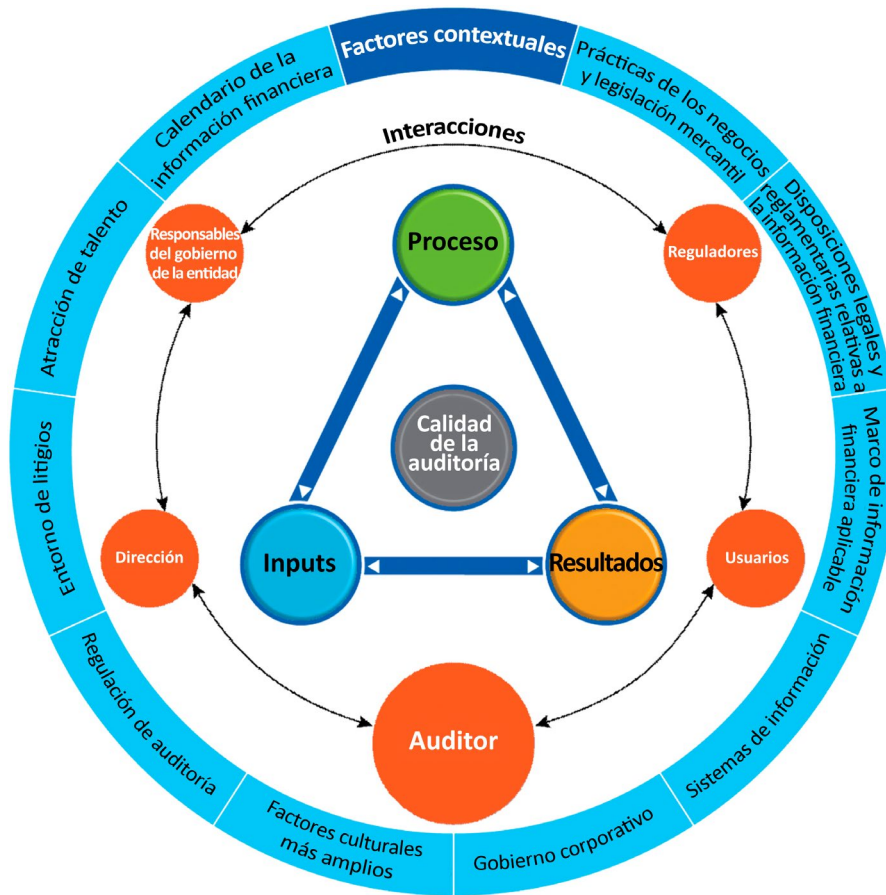 Factores contextuales
Prácticas de los negocios
y legislación mercantil
Disposiciones legales y
reglamentarias relativas a
la información financiera
Marco de información
financiera aplicable
Sistemas de información
Gobierno corporativo
Factores culturales
más amplios
Regulación de auditoría
Entorno de litigios
Atracción de talento
Calendario de la
información financiera
Interacciones
Responsables
del gobierno
de la entidad
Reguladores
Dirección
Usuarios
Auditor
Proceso
Calidad
de la
auditoría
Inputs
Resultados